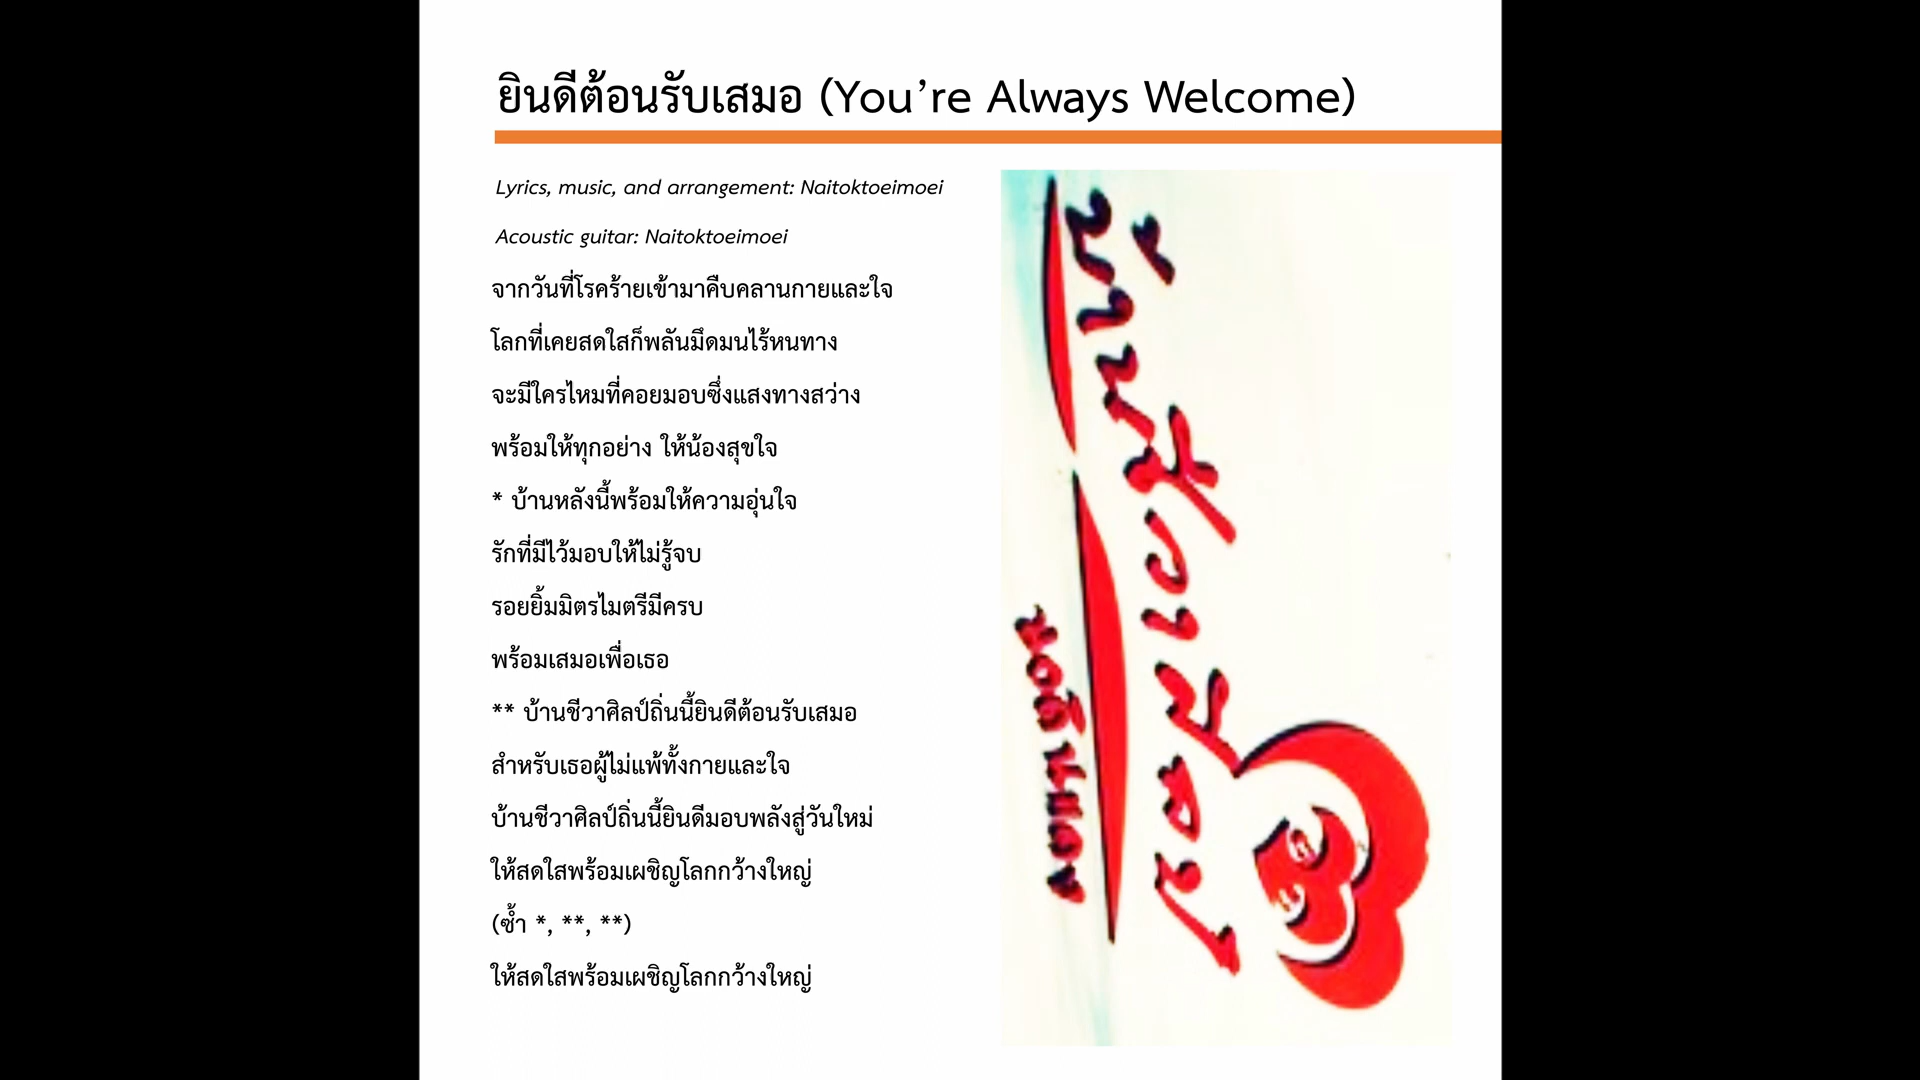 ยินดีต้อนรับเสมอ (You’re Always Welcome)
Lyrics, music, and arrangement: Naitoktoeimoei
Acoustic guitar: Naitoktoeimoei
จากวันที่โรคร้ายเข้ามาคืบคลานกายและใจ
โลกที่เคยสดใสก็พลันมืดมนไร้หนทาง
จะมีใครไหมที่คอยมอบซึ่งแสงทางสว่าง
พร้อมให้ทุกอย่าง ให้น้องสุขใจ
* บ้านหลังนี้พร้อมให้ความอุ่นใจ
รักที่มีไว้มอบให้ไม่รู้จบ
รอยยิ้มมิตรไมตรีมีครบ
พร้อมเสมอเพื่อเธอ
** บ้านชีวาศิลป์ถิ่นนี้ยินดีต้อนรับเสมอ
สำหรับเธอผู้ไม่แพ้ทั้งกายและใจ
บ้านชีวาศิลป์ถิ่นนี้ยินดีมอบพลังสู่วันใหม่
ให้สดใสพร้อมเผชิญโลกกว้างใหญ่
(ซ้ำ *, **, **)
ให้สดใสพร้อมเผชิญโลกกว้างใหญ่